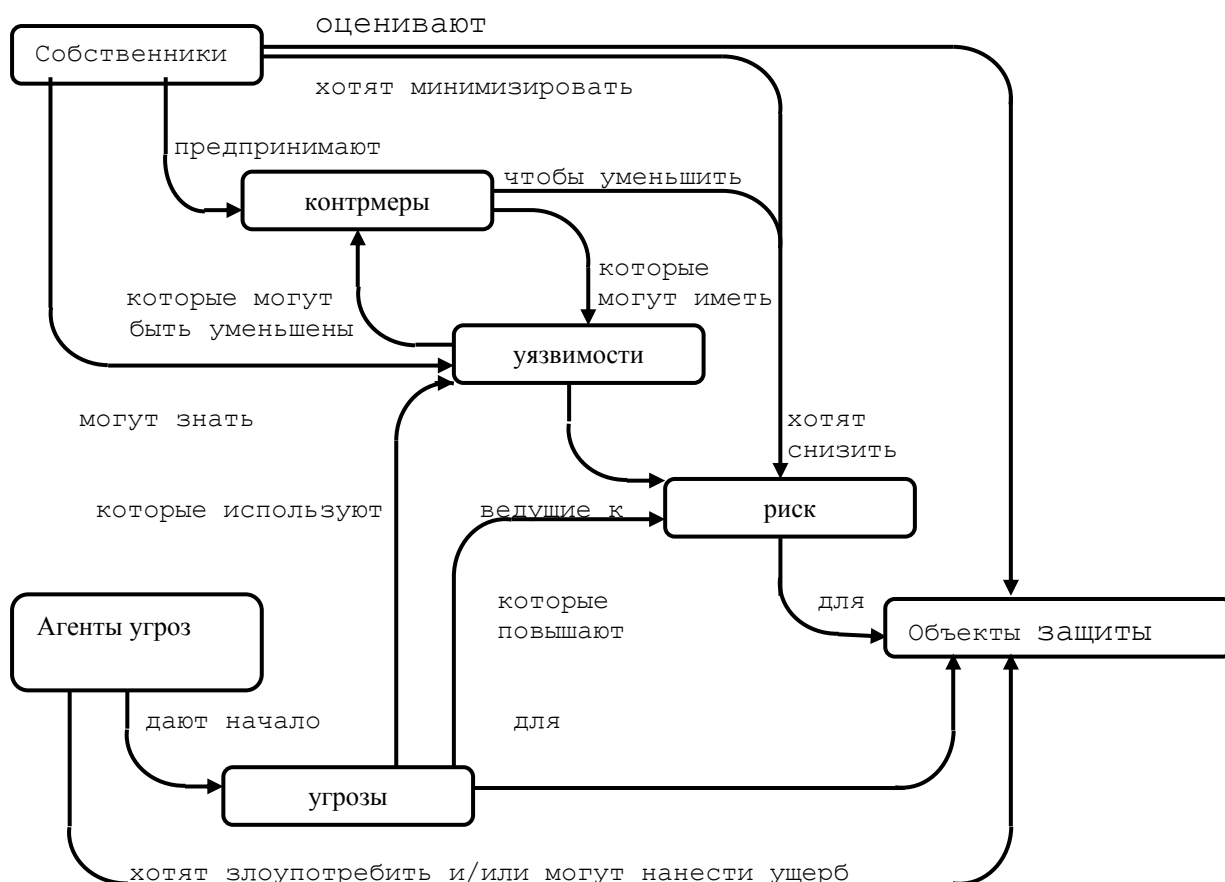 оценивают
Собственники
хотят минимизировать
предпринимают
чтобы уменьшить
контрмеры
которые
могут иметь
которые могут
быть уменьшены
уязвимости
могут знать
хотят
снизить
которые используют
ведущие к
риск
которые
повышают
для
Агенты угроз
Объекты защиты
дают начало
для
угрозы
хотят злоупотребить и/или могут нанести ущерб